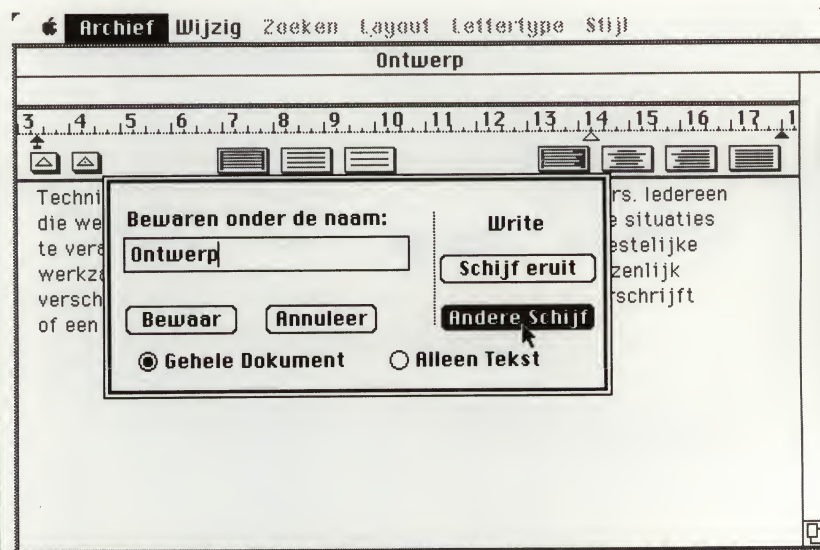 Archief Wijzig Zoeken Layout Lettertype Stijl
Ontwerp
3 4 5 6 7 8 9 10 11 12 13 14 15 16 17 1
Techni rs. Iedereen
die we e situaties
te vera estelijke
werkza zenlijk
versch rschrijft
of een
Bewaren onder de naam:
Ontwerp
Bewaar Annuleer
Gehele Dokument Alleen Tekst
Write
Schijf eruit
Andere Schijf